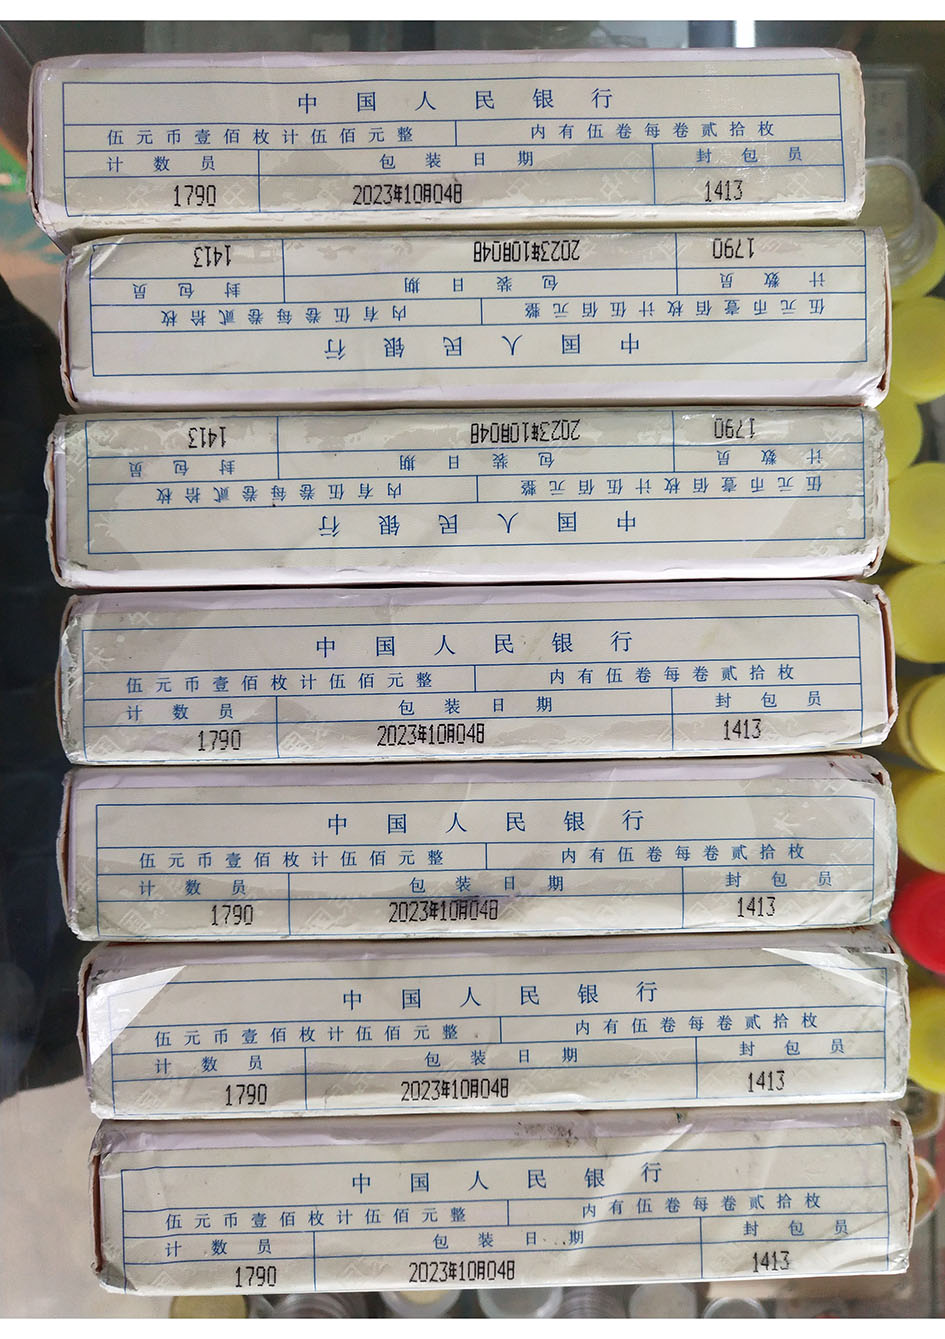 中国人民银行
伍元币壹佰枚计伍佰元整 内有伍卷每卷贰拾枚
计数员 包装日期 封包员
1790 2023年10月04日 1413
中国人民银行
伍元币壹佰枚计伍佰元整 内有伍卷每卷贰拾枚
计数员 包装日期 封包员
1790 2023年10月04日 1413
中国人民银行
伍元币壹佰枚计伍佰元整 内有伍卷每卷贰拾枚
计数员 包装日期 封包员
1790 2023年10月04日 1413
中国人民银行
伍元币壹佰枚计伍佰元整 内有伍卷每卷贰拾枚
计数员 包装日期 封包员
1790 2023年10月04日 1413
中国人民银行
伍元币壹佰枚计伍佰元整 内有伍卷每卷贰拾枚
计数员 包装日期 封包员
1790 2023年10月04日 1413
中国人民银行
伍元币壹佰枚计伍佰元整 内有伍卷每卷贰拾枚
计数员 包装日期 封包员
1790 2023年10月04日 1413
中国人民银行
伍元币壹佰枚计伍佰元整 内有伍卷每卷贰拾枚
计数员 包装日期 封包员
1790 2023年10月04日 1413